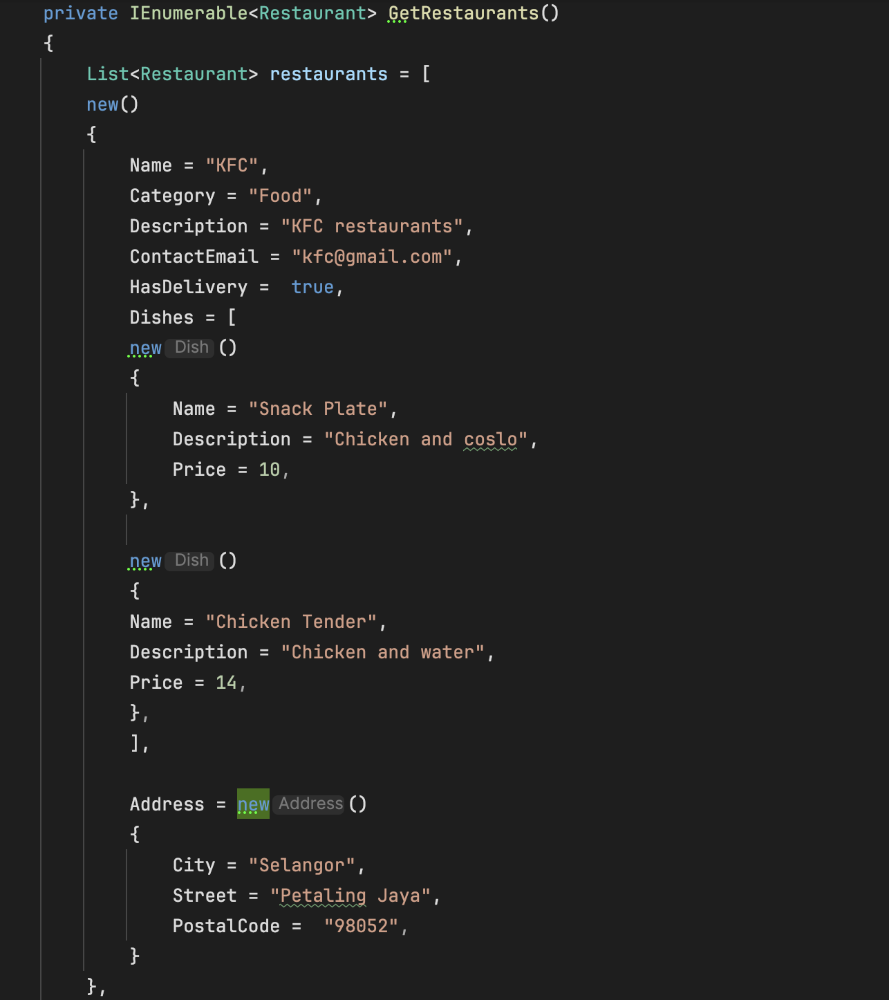 private IEnumerable<Restaurant> GetRestaurants()
{
    List<Restaurant> restaurants = [
    new()
    {
        Name = "KFC",
        Category = "Food",
        Description = "KFC restaurants",
        ContactEmail = "kfc@gmail.com",
        HasDelivery =  true,
        Dishes = [
        new Dish ()
        {
            Name = "Snack Plate",
            Description = "Chicken and coslo",
            Price = 10,
        },

        new Dish ()
        {
        Name = "Chicken Tender",
        Description = "Chicken and water",
        Price = 14,
        },
        ],

        Address = new Address ()
        {
            City = "Selangor",
            Street = "Petaling Jaya",
            PostalCode =  "98052",
        }
    },